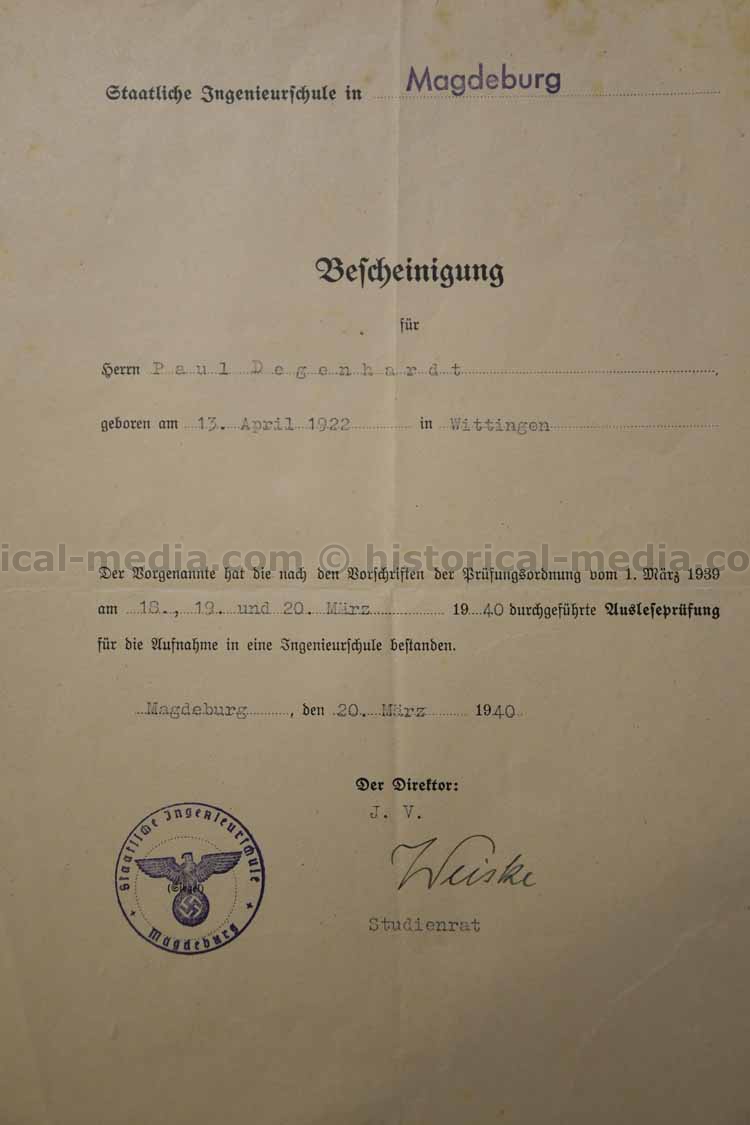 Staatliche Ingenieurschule in Magdeburg
Bescheinigung
für
Herrn Paul Degenhardt,
geboren am 13. April 1922 in Wittingen
ical-media.com © historical-media.co
Der Vorgenannte hat die nach den Vorschriften der Prüfungsordnung vom 1. März 1939
am 18., 19. und 20. März 1940 durchgeführte Ausleseprüfung
für die Aufnahme in eine Ingenieurschule bestanden.
Magdeburg, den 20. März 1940
Der Direktor:
J. V.
Weiske
Studienrat
Staatliche Ingenieurschule
(Siegel)
+ Magdeburg +